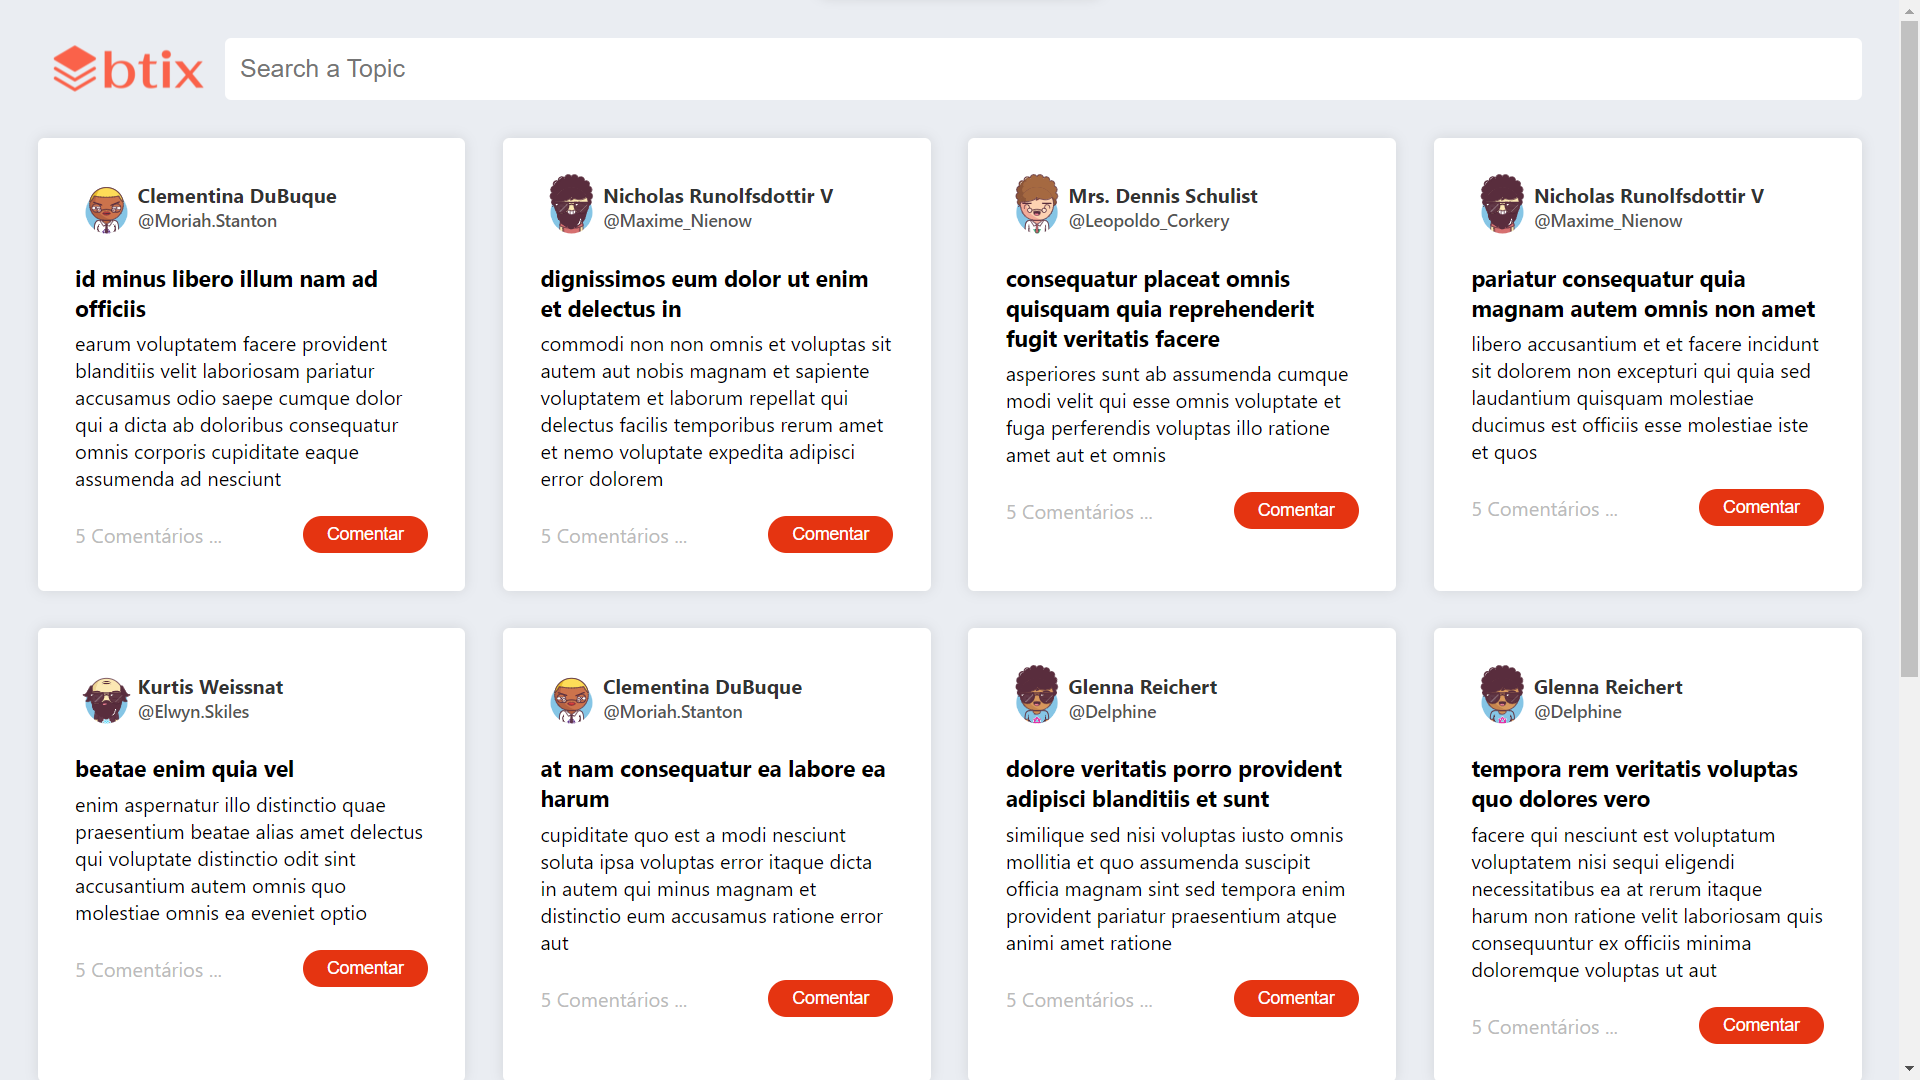 btix
Search a Topic
Clementina DuBuque
@Moriah.Stanton
id minus libero illum nam ad
officiis
earum voluptatem facere provident
blanditiis velit laboriosam pariatur
accusamus odio saepe cumque dolor
qui a dicta ab doloribus consequatur
omnis corporis cupiditate eaque
assumenda ad nesciunt
5 Comentários ...
Comentar
Nicholas Runolfsdottir V
@Maxime_Nienow
dignissimos eum dolor ut enim
et delectus in
commodi non non omnis et voluptas sit
autem aut nobis magnam et sapiente
voluptatem et laborum repellat qui
delectus facilis temporibus rerum amet
et nemo voluptate expedita adipisci
error dolorem
5 Comentários ...
Comentar
Mrs. Dennis Schulist
@Leopoldo_Corkery
consequatur placeat omnis
quisquam quia reprehenderit
fugit veritatis facere
asperiores sunt ab assumenda cumque
modi velit qui esse omnis voluptate et
fuga perferendis voluptas illo ratione
amet aut et omnis
5 Comentários ...
Comentar
Nicholas Runolfsdottir V
@Maxime_Nienow
pariatur consequatur quia
magnam autem omnis non amet
libero accusantium et et facere incidunt
sit dolorem non excepturi qui quia sed
laudantium quisquam molestiae
ducimus est officiis esse molestiae iste
et quos
5 Comentários ...
Comentar
Kurtis Weissnat
@Elwyn.Skiles
beatae enim quia vel
enim aspernatur illo distinctio quae
praesentium beatae alias amet delectus
qui voluptate distinctio odit sint
accusantium autem omnis quo
molestiae omnis ea eveniet optio
5 Comentários ...
Comentar
Clementina DuBuque
@Moriah.Stanton
at nam consequatur ea labore ea
harum
cupiditate quo est a modi nesciunt
soluta ipsa voluptas error itaque dicta
in autem qui minus magnam et
distinctio eum accusamus ratione error
aut
5 Comentários ...
Comentar
Glenna Reichert
@Delphine
dolore veritatis porro provident
adipisci blanditiis et sunt
similique sed nisi voluptas iusto omnis
mollitia et quo assumenda suscipit
officia magnam sint sed tempora enim
provident pariatur praesentium atque
animi amet ratione
5 Comentários ...
Comentar
Glenna Reichert
@Delphine
tempora rem veritatis voluptas
quo dolores vero
facere qui nesciunt est voluptatum
voluptatem nisi sequi eligendi
necessitatibus ea at rerum itaque
harum non ratione velit laboriosam quis
consequuntur ex officiis minima
doloremque voluptas ut aut
5 Comentários ...
Comentar